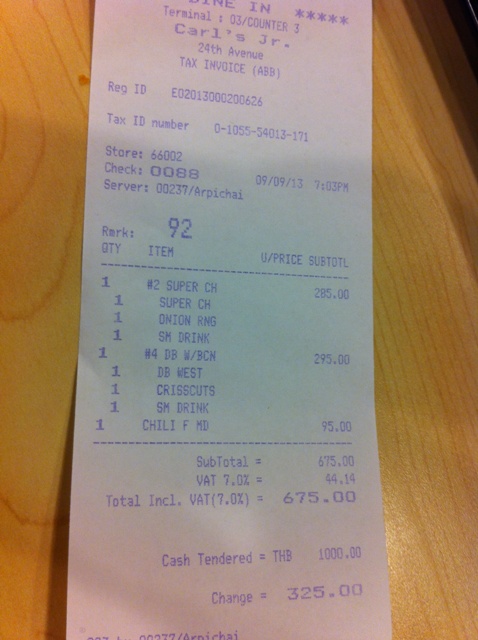 DINE IN *****
Terminal : 03/COUNTER 3
Carl's Jr.
24th Avenue
TAX INVOICE (ABB)
Reg ID E02013000200626
Tax ID number 0-1055-54013-171
Store: 66002
Check: 0088 09/09/13 7:03PM
Server: 00237/Arpichai
Rmrk: 92
QTY ITEM U/PRICE SUBTOTL
1 #2 SUPER CH 285.00
1 SUPER CH
1 ONION RNG
1 SM DRINK
1 #4 DB W/BCN 295.00
1 DB WEST
1 CRISSCUTS
1 SM DRINK
1 CHILI F MD 95.00
SubTotal = 675.00
VAT 7.0% = 44.14
Total Incl. VAT(7.0%) = 675.00
Cash Tendered = THB 1000.00
Change = 325.00
00237/Arpichai